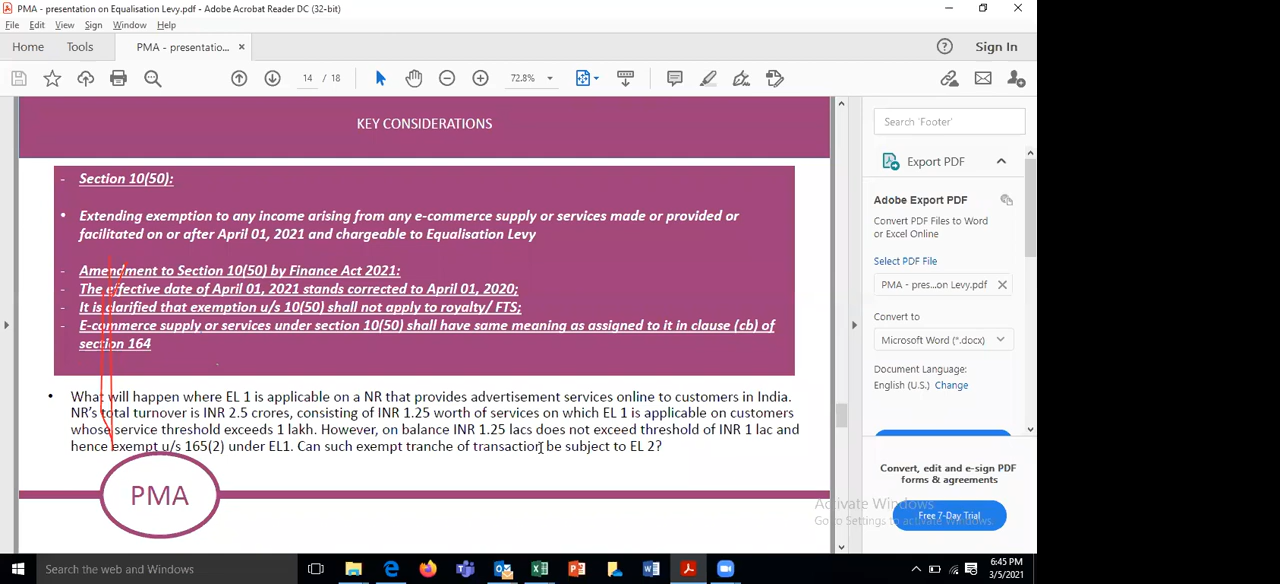 PMA - presentation on Equalisation Levy.pdf - Adobe Acrobat Reader DC (32-bit)
File Edit View Sign Window Help
Home Tools PMA - presentatio... × Sign In
14 / 18 72.8%
KEY CONSIDERATIONS
- Section 10(50):
• Extending exemption to any income arising from any e-commerce supply or services made or provided or
facilitated on or after April 01, 2021 and chargeable to Equalisation Levy
- Amendment to Section 10(50) by Finance Act 2021:
- The effective date of April 01, 2021 stands corrected to April 01, 2020;
- It is clarified that exemption u/s 10(50) shall not apply to royalty/ FTS;
- E-commerce supply or services under section 10(50) shall have same meaning as assigned to it in clause (cb) of
section 164
• What will happen where EL 1 is applicable on a NR that provides advertisement services online to customers in India.
NR's total turnover is INR 2.5 crores, consisting of INR 1.25 worth of services on which EL 1 is applicable on customers
whose service threshold exceeds 1 lakh. However, on balance INR 1.25 lacs does not exceed threshold of INR 1 lac and
hence exempt u/s 165(2) under EL1. Can such exempt tranche of transaction be subject to EL 2?
PMA
Search 'Footer'
Export PDF
Adobe Export PDF
Convert PDF Files to Word
or Excel Online
Select PDF File
PMA - pres...on Levy.pdf ×
Convert to
Microsoft Word (*.docx)
Document Language:
English (U.S.) Change
Convert, edit and e-sign PDF
forms & agreements
Free 7-Day Trial
Activate Windows
Go to Settings to activate Windows.
Search the web and Windows
6:45 PM
3/5/2021